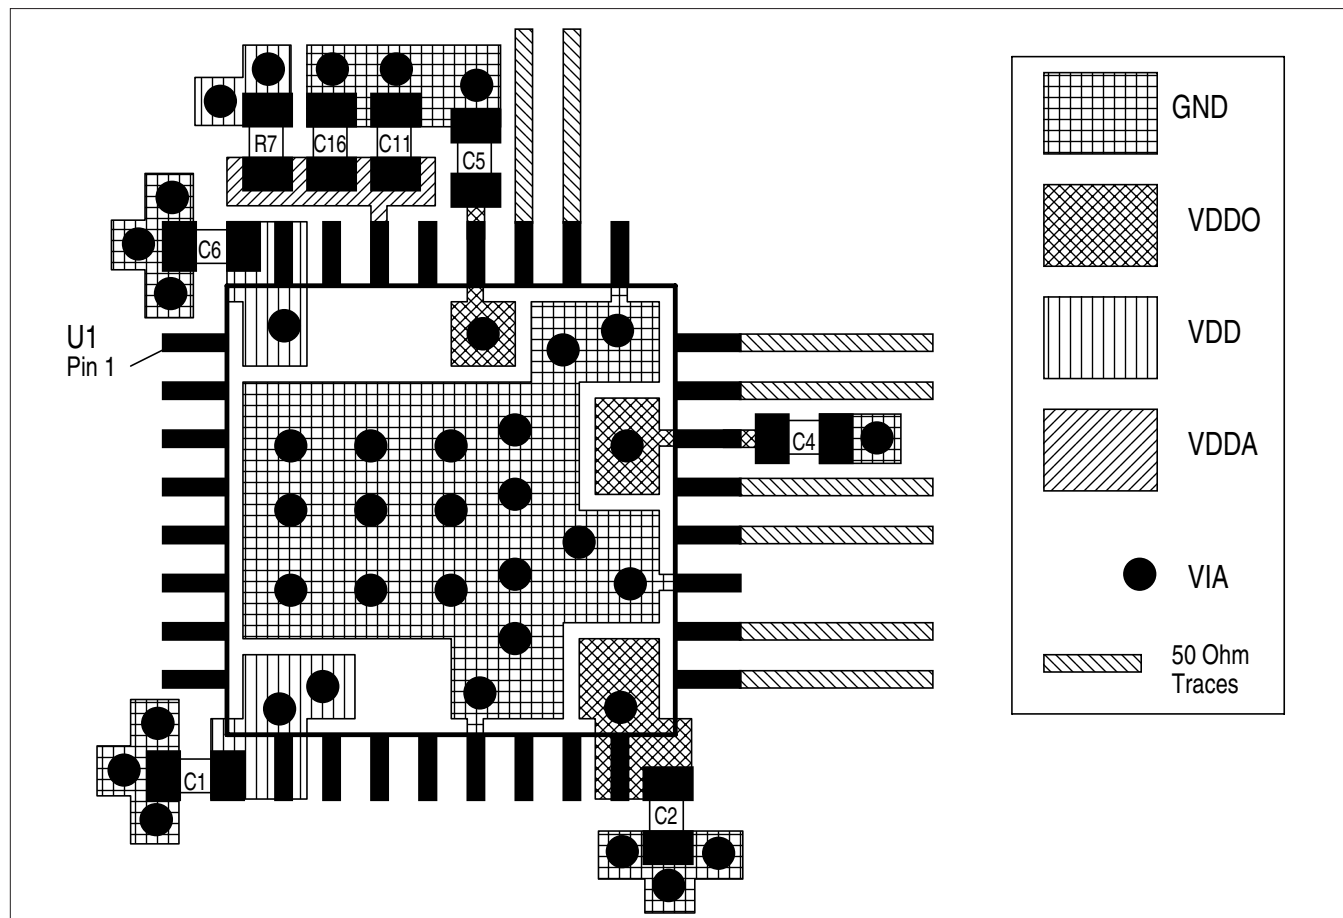 R7
C16
C11
C5
C6
U1
Pin 1
C4
C1
C2
GND
VDDO
VDD
VDDA
VIA
50 Ohm
Traces